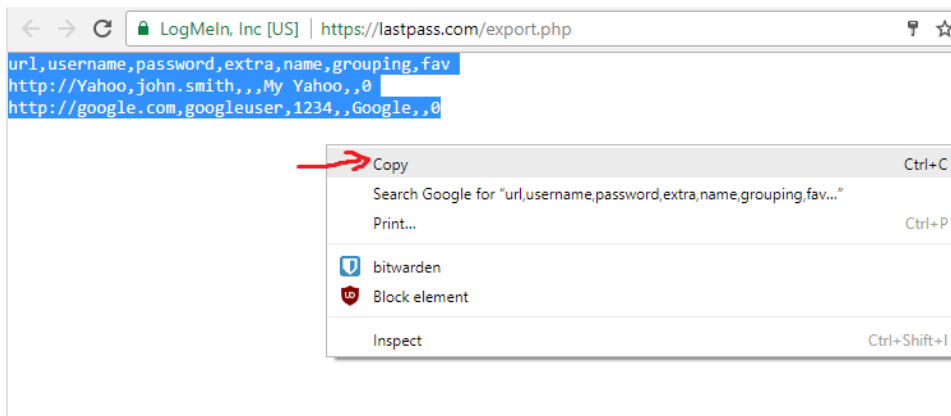 LogMeIn, Inc [US] | https://lastpass.com/export.php
url,username,password,extra,name,grouping,fav
http://Yahoo,john.smith,,,My Yahoo,,0
http://google.com,googleuser,1234,,Google,,0
Copy Ctrl+C
Search Google for “url,username,password,extra,name,grouping,fav...”
Print... Ctrl+P
bitwarden
Block element
Inspect Ctrl+Shift+I